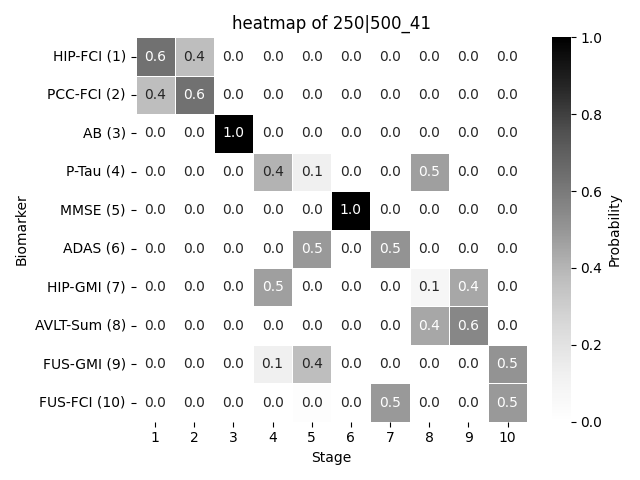 heatmap of 250|500_41
HIP-FCI (1) 0.6 0.4 0.0 0.0 0.0 0.0 0.0 0.0 0.0 0.0
PCC-FCI (2) 0.4 0.6 0.0 0.0 0.0 0.0 0.0 0.0 0.0 0.0
AB (3) 0.0 0.0 1.0 0.0 0.0 0.0 0.0 0.0 0.0 0.0
P-Tau (4) 0.0 0.0 0.0 0.4 0.1 0.0 0.0 0.5 0.0 0.0
MMSE (5) 0.0 0.0 0.0 0.0 0.0 1.0 0.0 0.0 0.0 0.0
ADAS (6) 0.0 0.0 0.0 0.0 0.5 0.0 0.5 0.0 0.0 0.0
HIP-GMI (7) 0.0 0.0 0.0 0.5 0.0 0.0 0.0 0.1 0.4 0.0
AVLT-Sum (8) 0.0 0.0 0.0 0.0 0.0 0.0 0.0 0.4 0.6 0.0
FUS-GMI (9) 0.0 0.0 0.0 0.1 0.4 0.0 0.0 0.0 0.0 0.5
FUS-FCI (10) 0.0 0.0 0.0 0.0 0.0 0.0 0.5 0.0 0.0 0.5
1 2 3 4 5 6 7 8 9 10
Stage
Biomarker
1.0
0.8
0.6
0.4
0.2
0.0
Probability